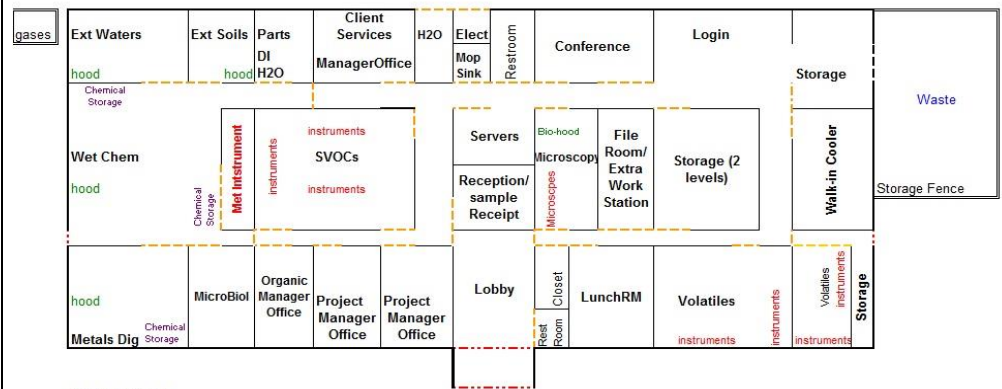 gases
Ext Waters
hood
Chemical
Storage
Ext Soils
hood
Parts
DI
H2O
Client
Services
ManagerOffice
H2O
Elect
Mop
Sink
Restroom
Conference
Login
Storage
Waste
Storage Fence
Wet Chem
hood
Chemical
Storage
Met Intstrument
instruments
instruments
SVOCs
instruments
Servers
Reception/
sample
Receipt
Bio-hood
Microscopy
Microscpes
File
Room/
Extra
Work
Station
Storage (2
levels)
Walk-in Cooler
hood
Metals Dig
Chemical
Storage
MicroBiol
Organic
Manager
Office
Project
Manager
Office
Project
Manager
Office
Lobby
Closet
Rest
Room
LunchRM
Volatiles
instruments
instruments
Volatiles
instruments
instruments
Storage